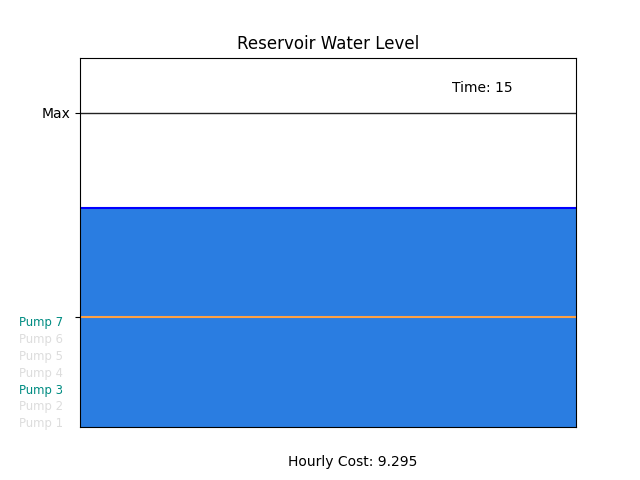 Reservoir Water Level
Time: 15
Max
Pump 7
Pump 6
Pump 5
Pump 4
Pump 3
Pump 2
Pump 1
Hourly Cost: 9.295